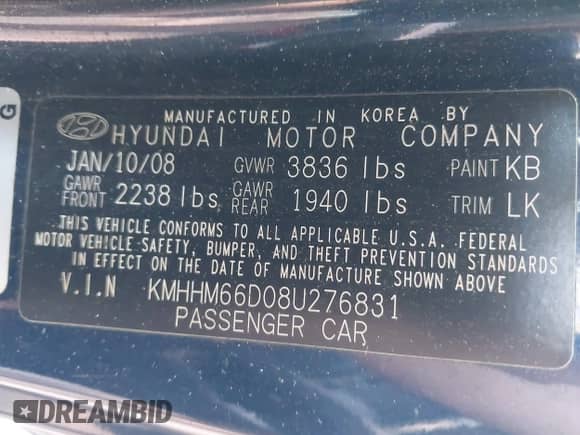 G
MANUFACTURED IN KOREA BY
HYUNDAI MOTOR COMPANY
JAN/10/08 GVWR 3836 lbs PAINT KB
GAWR FRONT 2238 lbs GAWR REAR 1940 lbs TRIM LK
THIS VEHICLE CONFORMS TO ALL APPLICABLE U.S.A. FEDERAL
MOTOR VEHICLE SAFETY, BUMPER, AND THEFT PREVENTION STANDARDS
IN EFFECT ON THE DATE OF MANUFACTURE SHOWN ABOVE
V.I.N KMHHM66D08U276831
PASSENGER CAR
DREAMBID